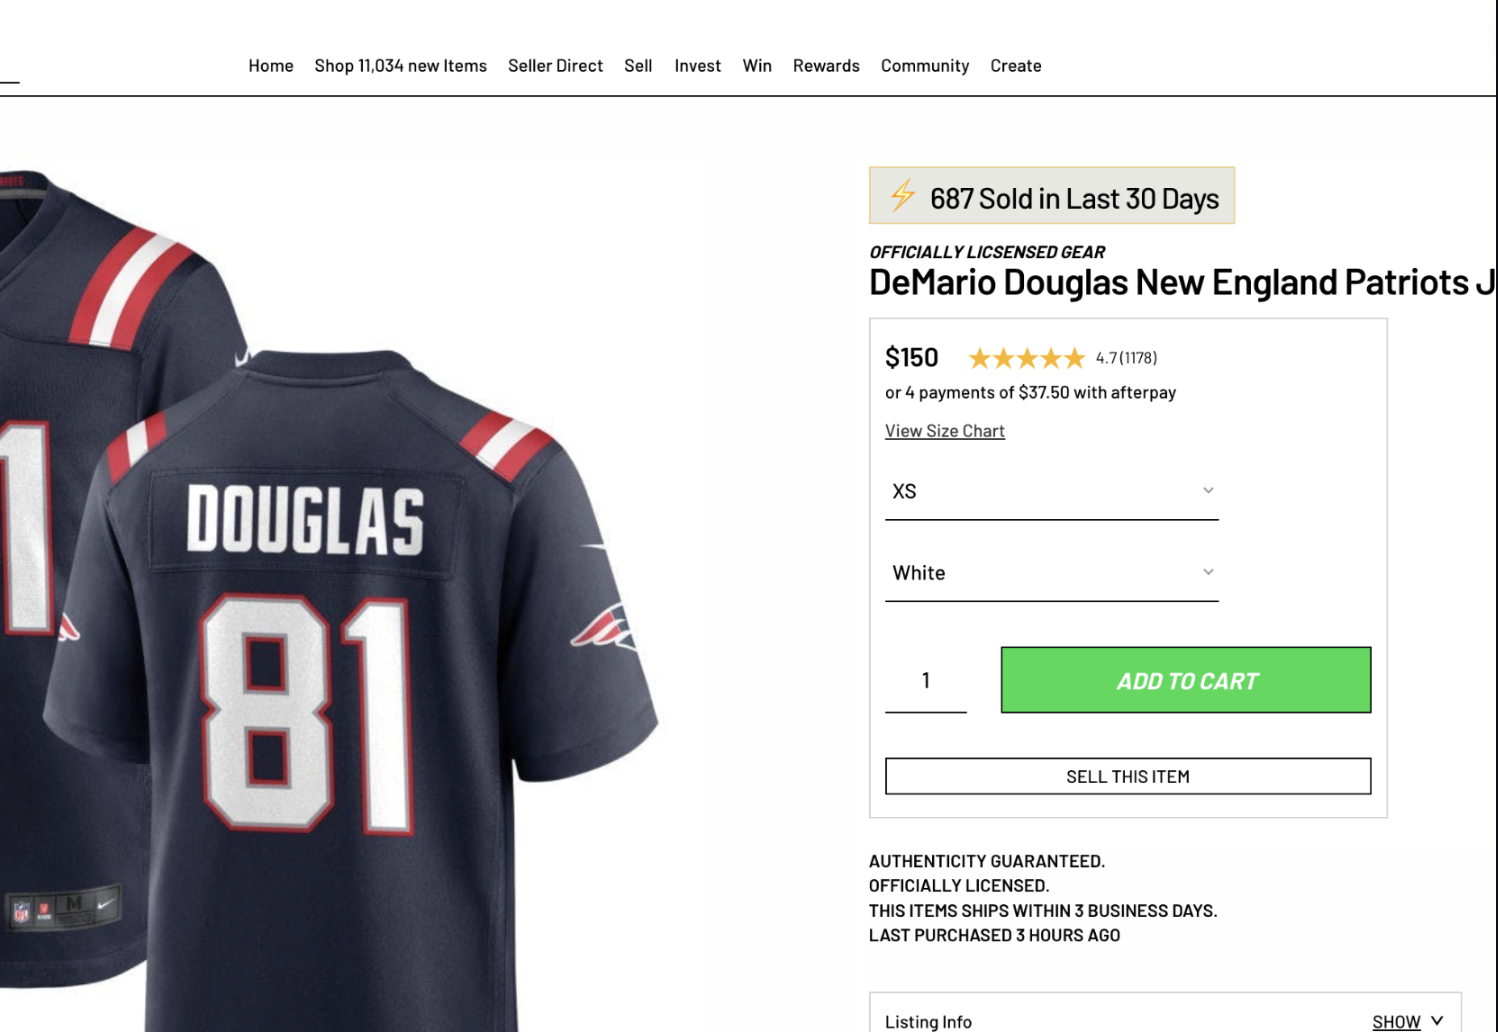 Home Shop 11,034 new Items Seller Direct Sell Invest Win Rewards Community Create
687 Sold in Last 30 Days
OFFICIALLY LICSENSED GEAR
DeMario Douglas New England Patriots J
$150 4.7 (1178)
or 4 payments of $37.50 with afterpay
View Size Chart
XS
White
1 ADD TO CART
SELL THIS ITEM
AUTHENTICITY GUARANTEED.
OFFICIALLY LICENSED.
THIS ITEMS SHIPS WITHIN 3 BUSINESS DAYS.
LAST PURCHASED 3 HOURS AGO
Listing Info SHOW
DOUGLAS
81
1
M